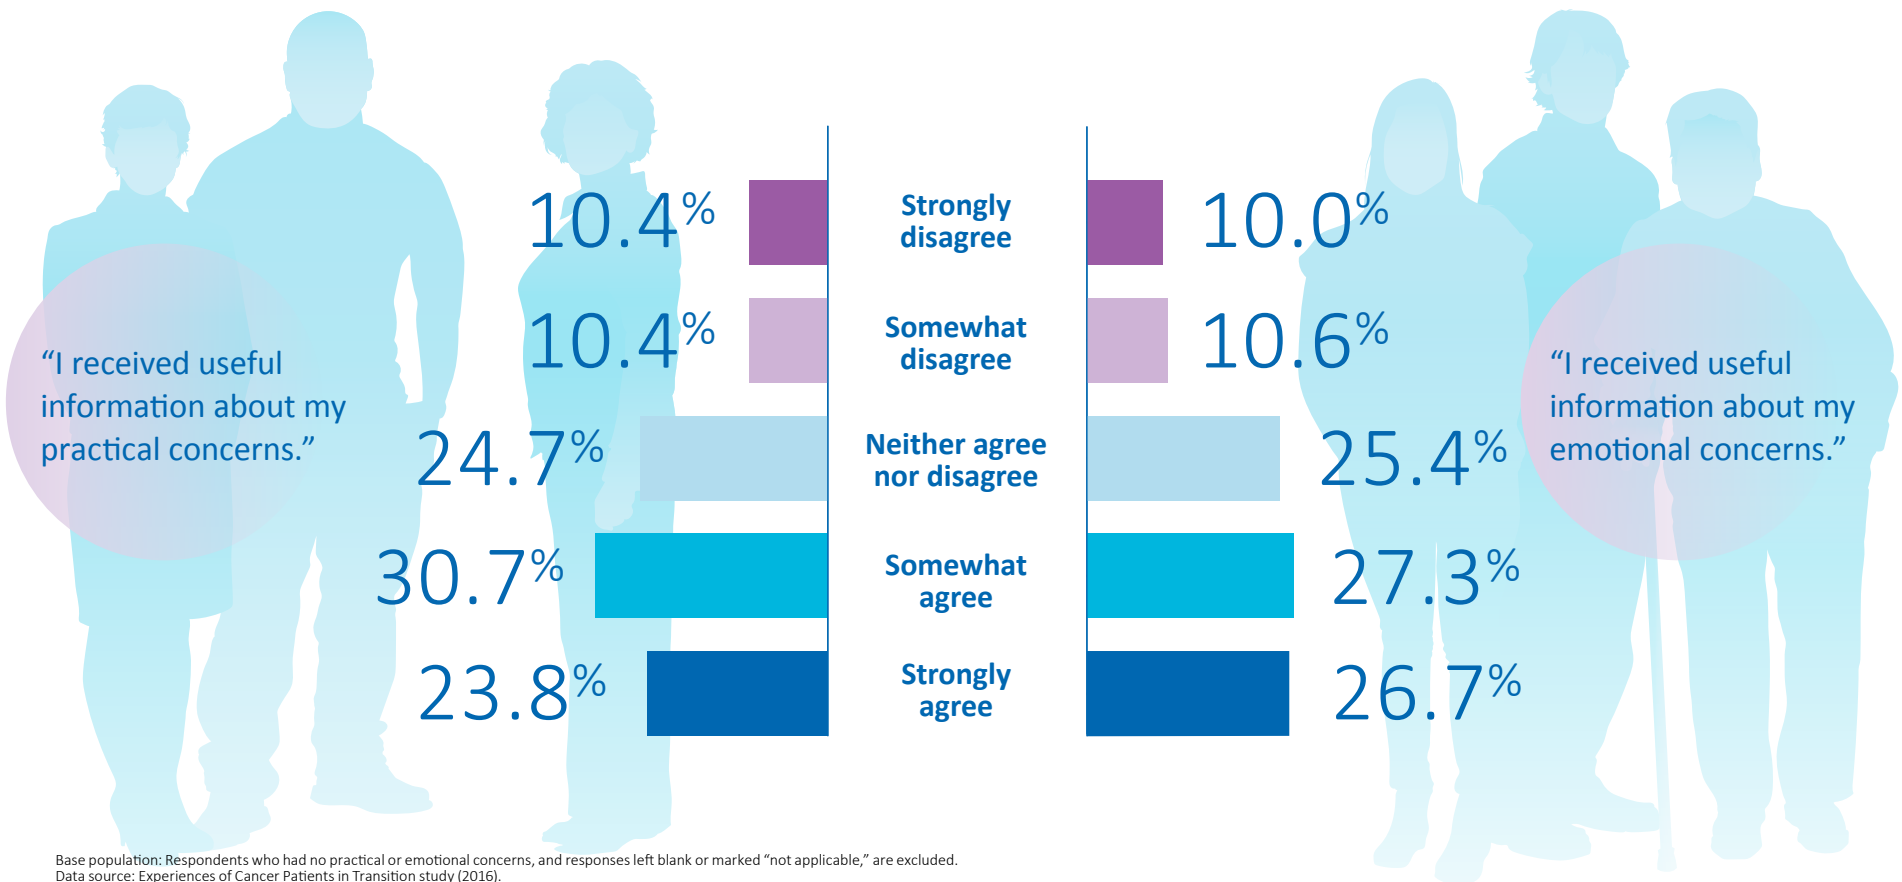 “I received useful
information about my
practical concerns.”
10.4%
Strongly
disagree
10.0%
10.4%
Somewhat
disagree
10.6%
24.7%
Neither agree
nor disagree
25.4%
30.7%
Somewhat
agree
27.3%
23.8%
Strongly
agree
26.7%
“I received useful
information about my
emotional concerns.”
Base population: Respondents who had no practical or emotional concerns, and responses left blank or marked “not applicable,” are excluded.
Data source: Experiences of Cancer Patients in Transition study (2016).